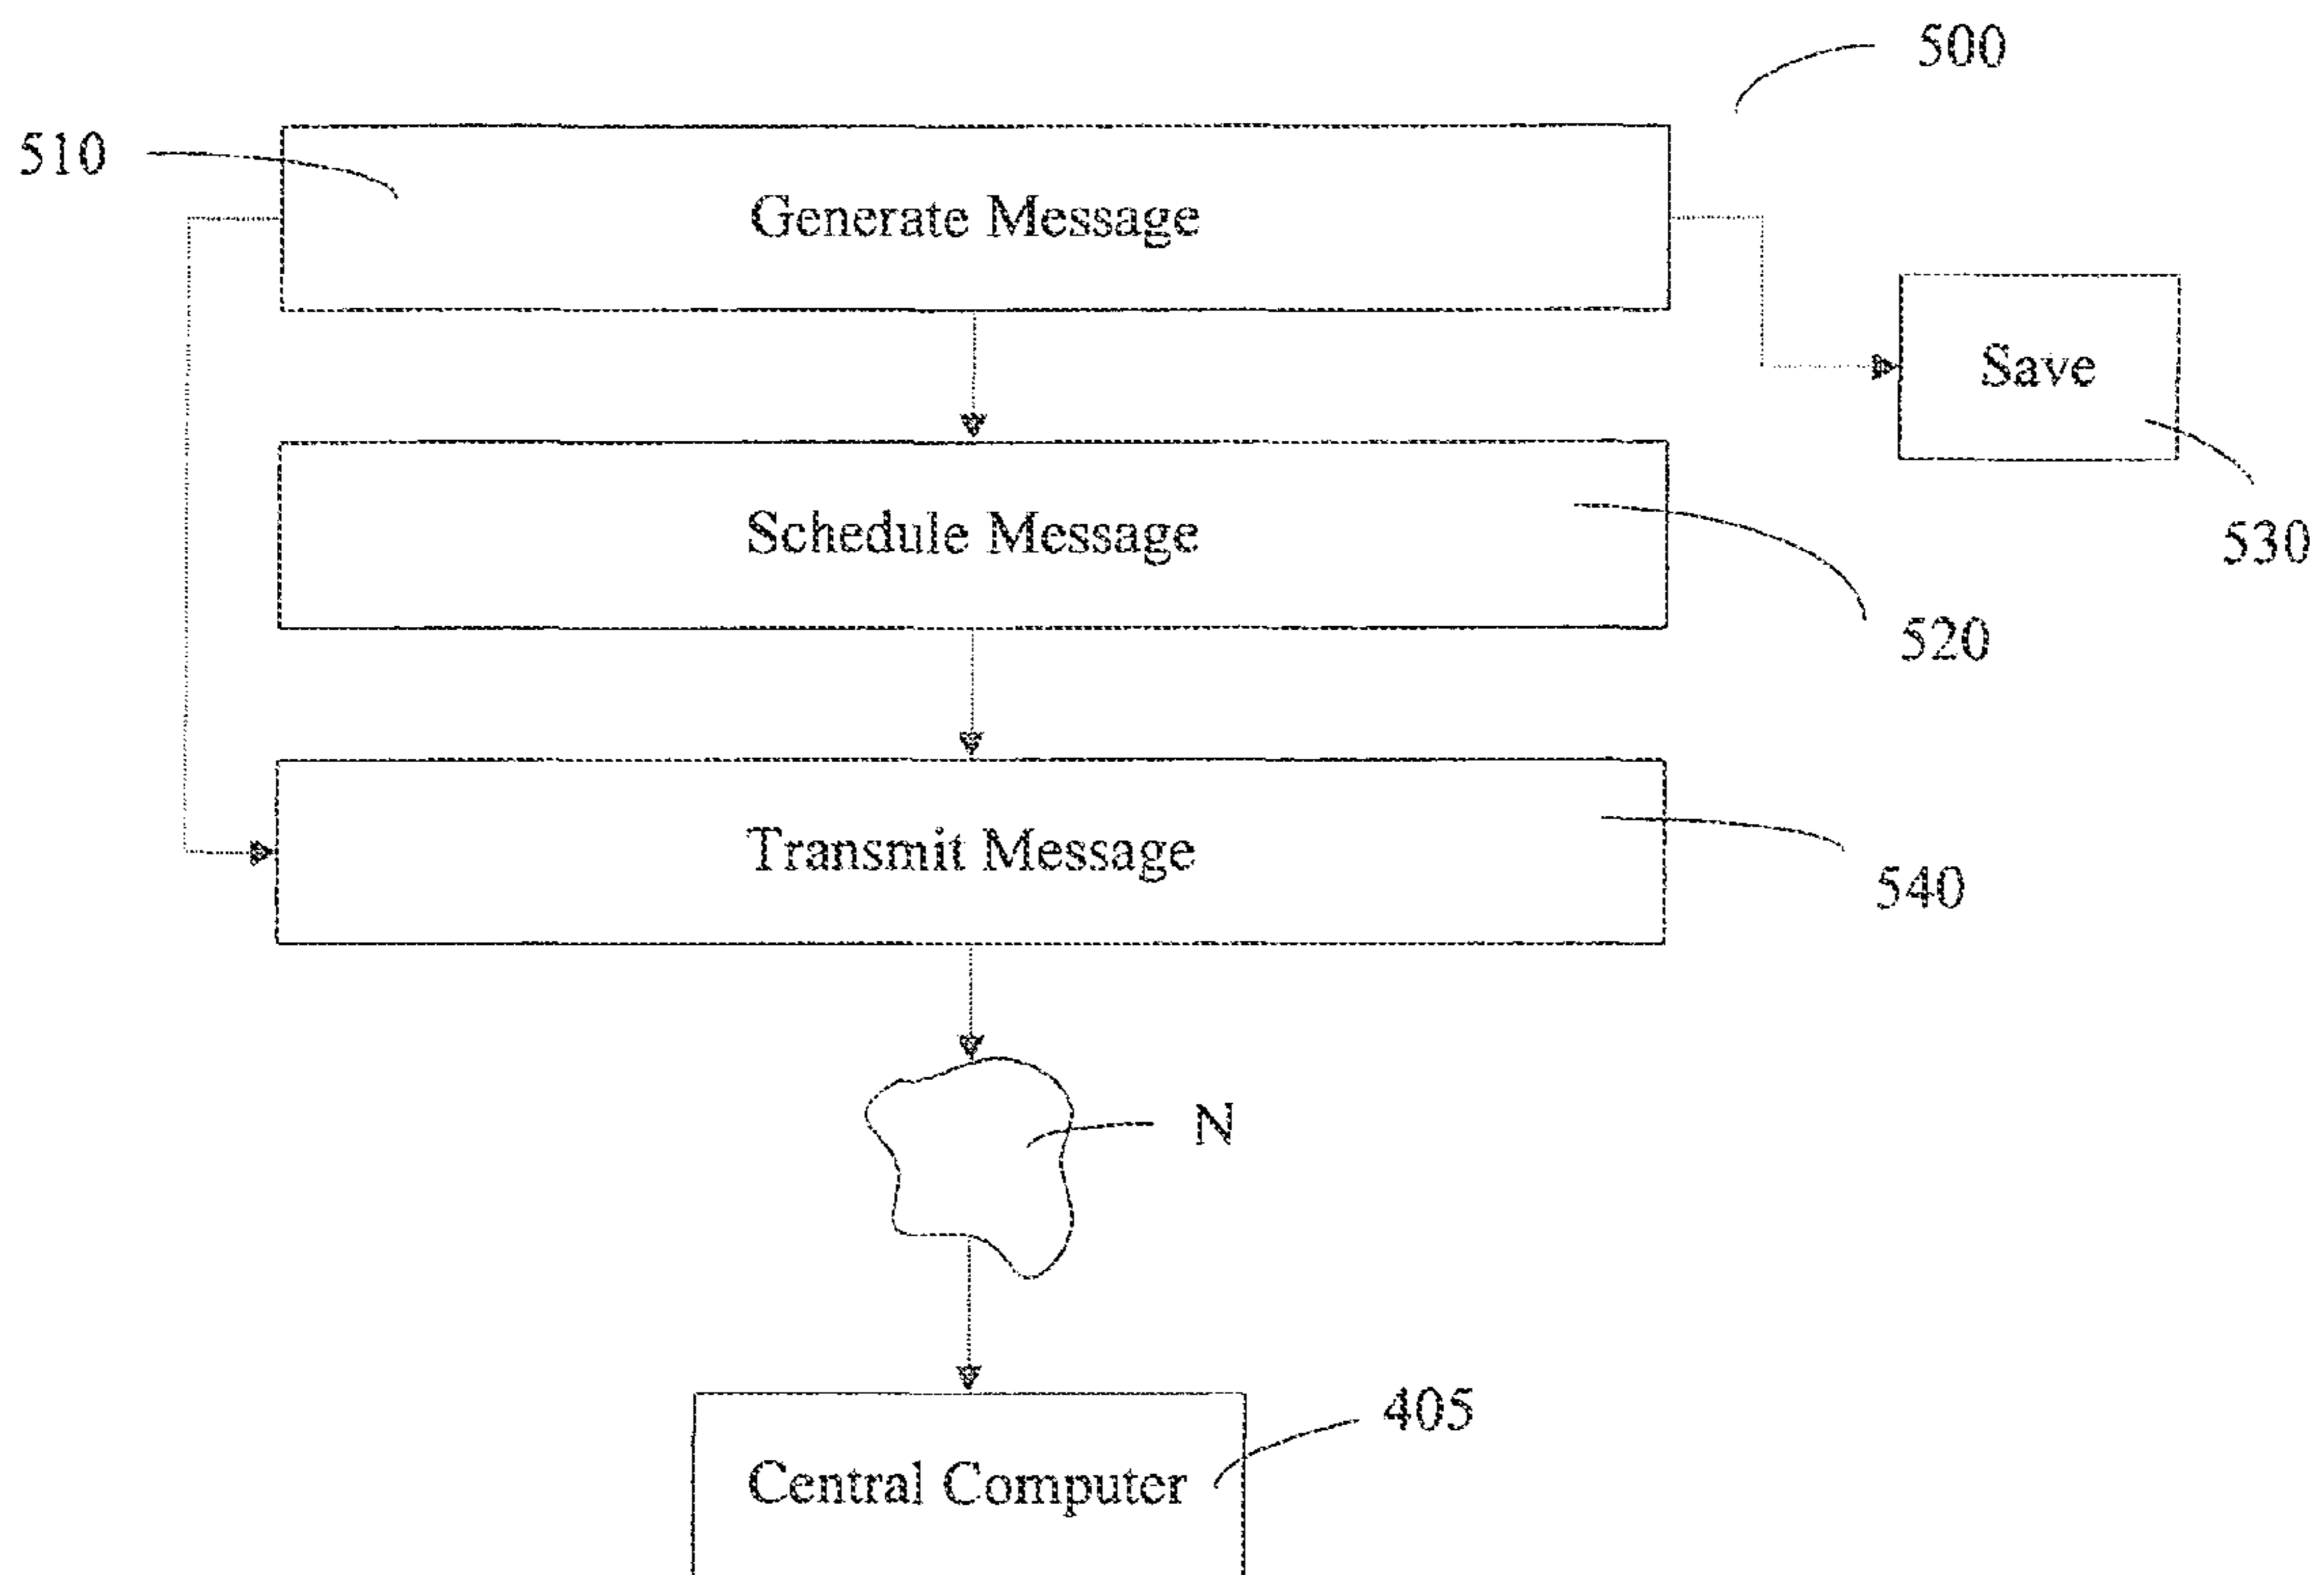 500
510
Generate Message
Save
Schedule Message
530
520
Transmit Message
540
N
405
Central Computer